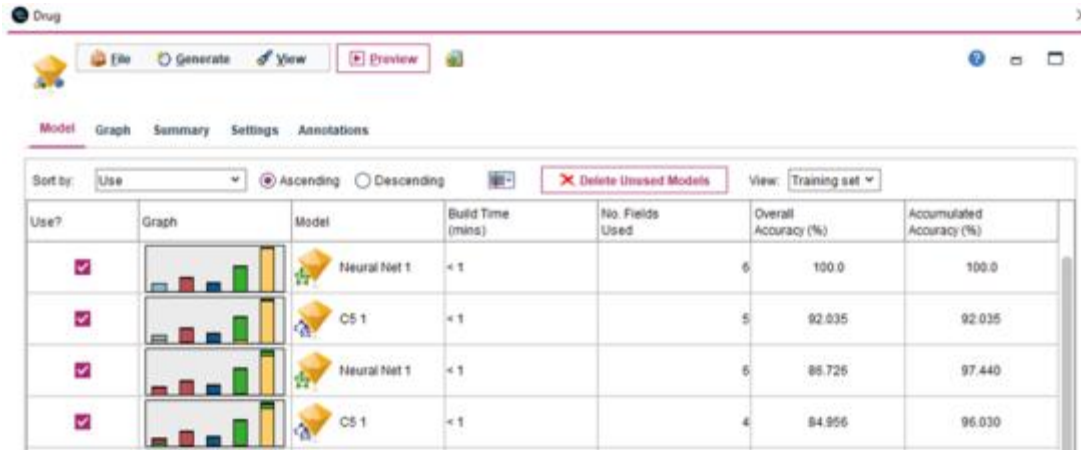 Drug
File Generate View Preview
Model Graph Summary Settings Annotations
Sort by: Use Ascending Descending Delete Unused Models View: Training set
Use? Graph Model Build Time (mins) No. Fields Used Overall Accuracy (%) Accumulated Accuracy (%)
Neural Net 1 < 1 6 100.0 100.0
C5 1 < 1 5 92.035 92.035
Neural Net 1 < 1 6 86.726 97.440
C5 1 < 1 4 84.956 96.030